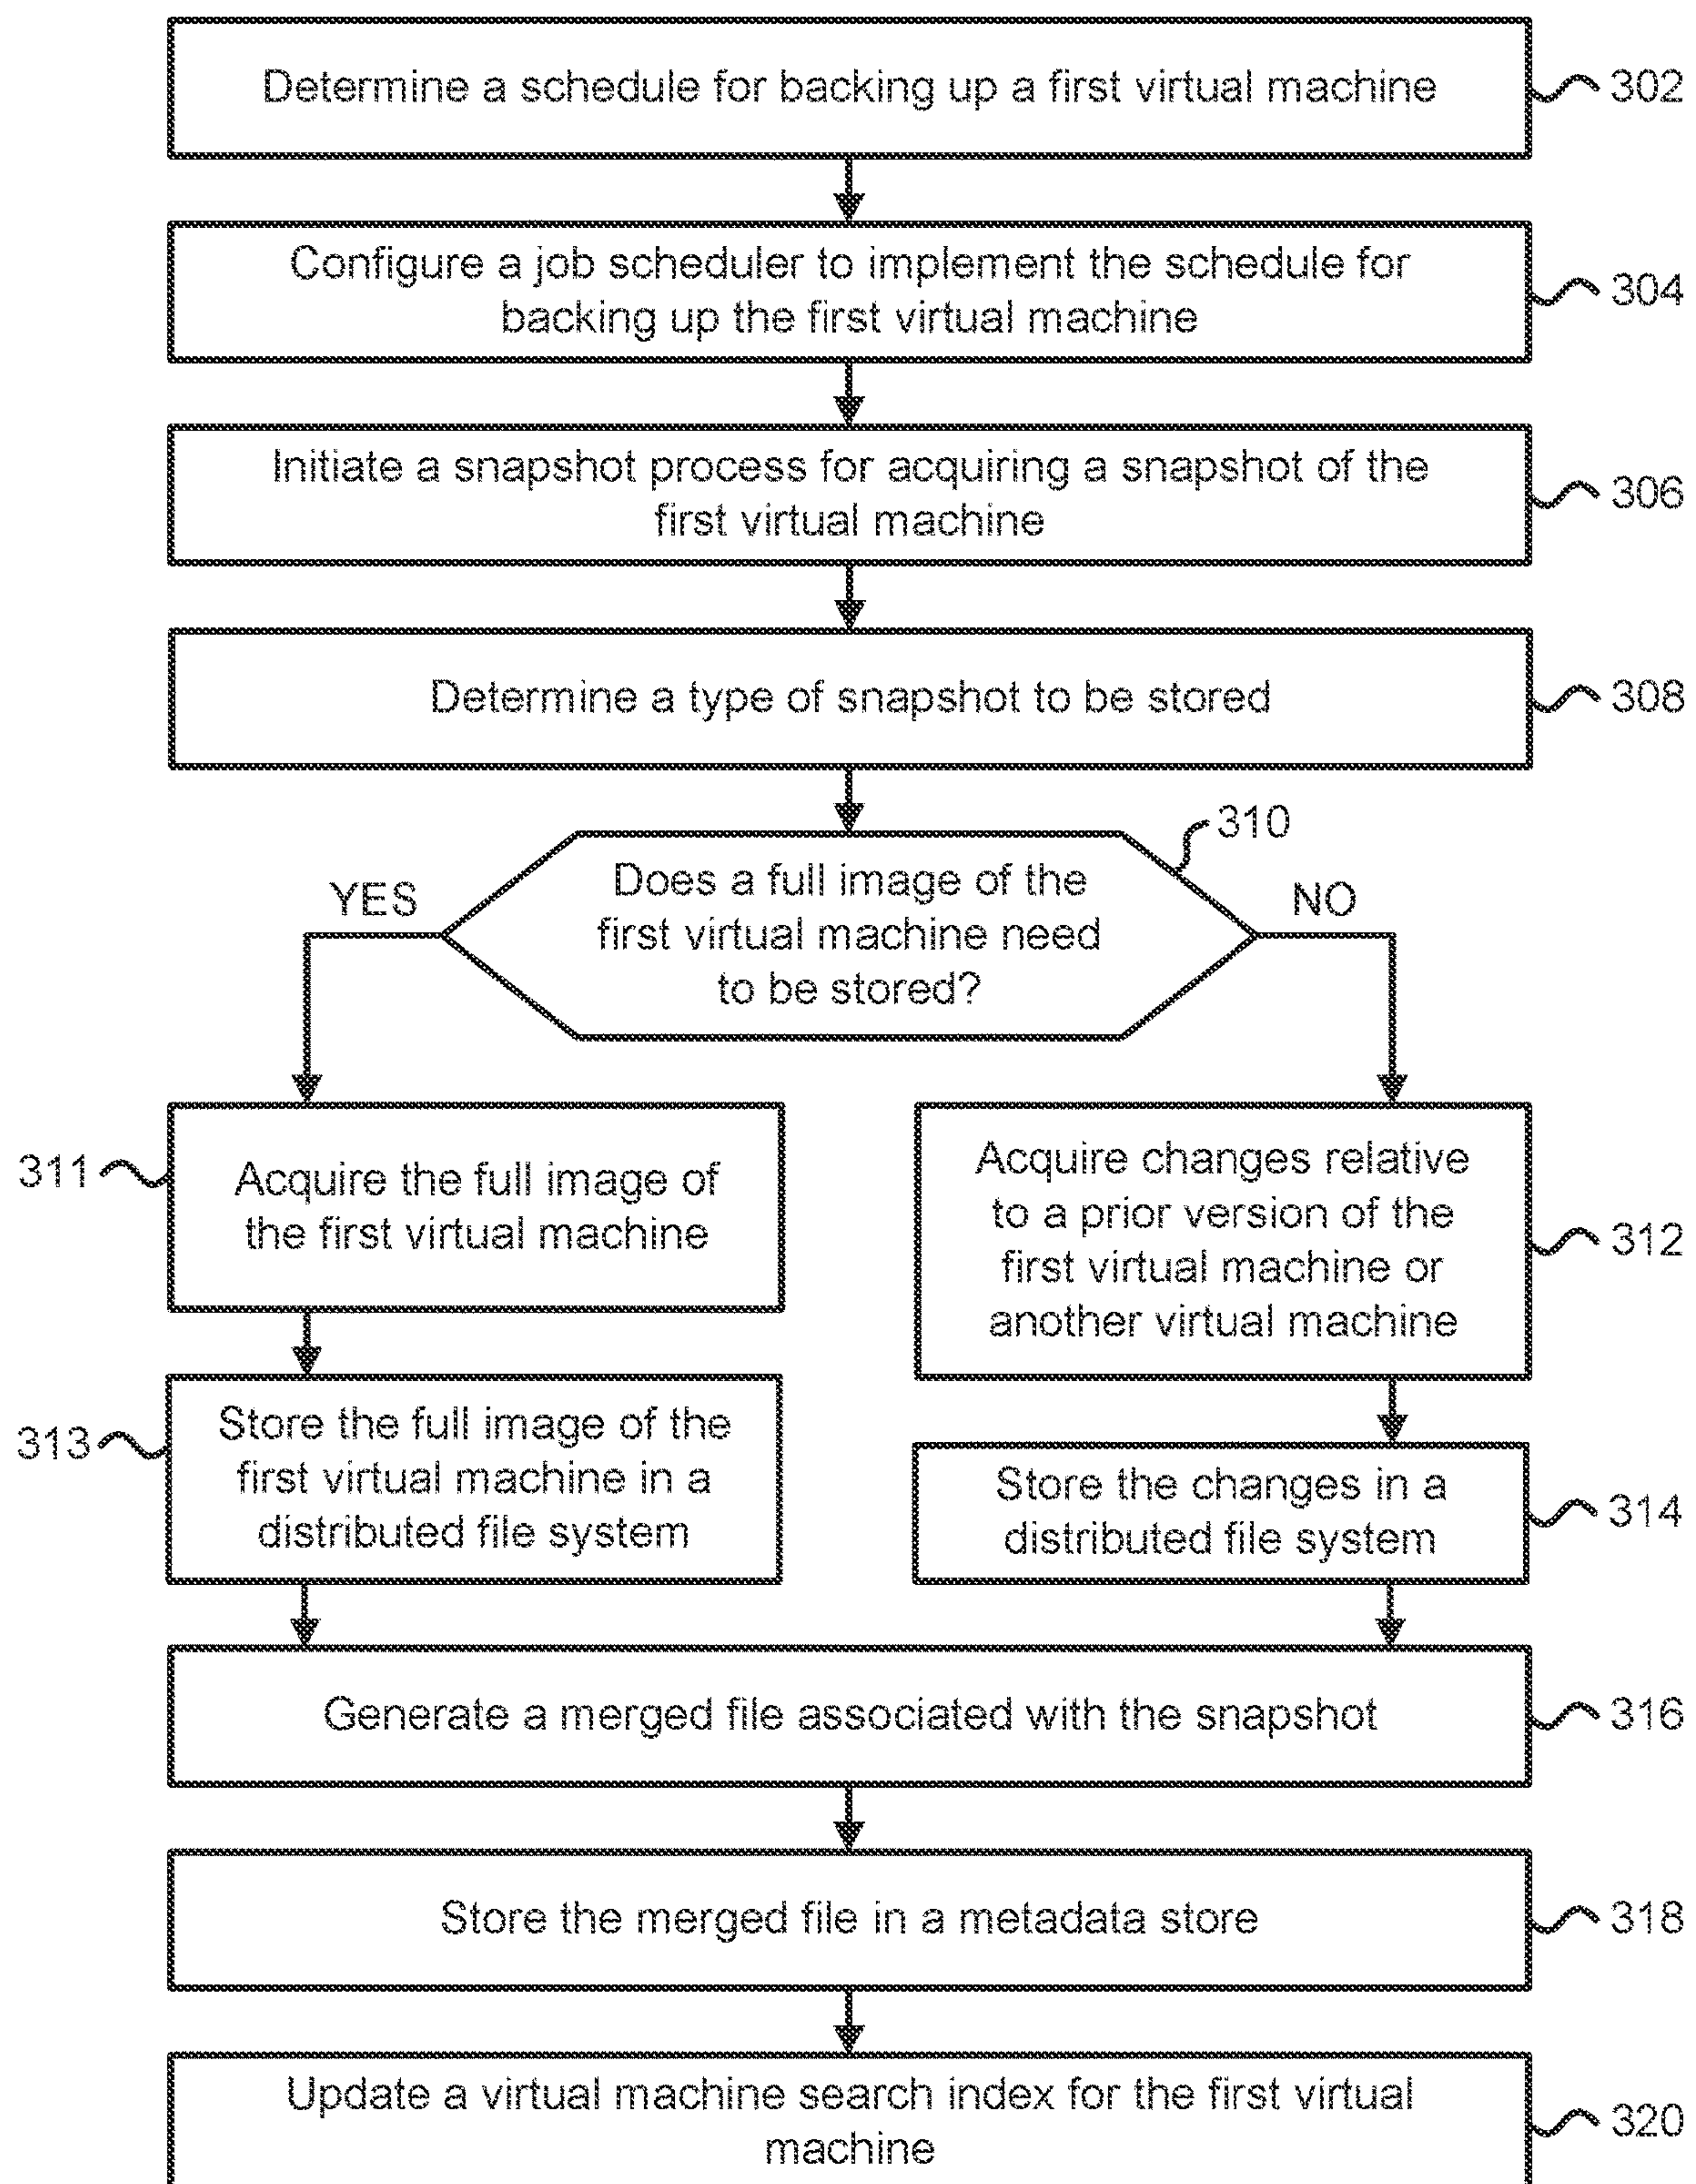 Determine a schedule for backing up a first virtual machine
302
Configure a job scheduler to implement the schedule for
backing up the first virtual machine
304
Initiate a snapshot process for acquiring a snapshot of the
first virtual machine
306
Determine a type of snapshot to be stored
308
310
Does a full image of the
first virtual machine need
to be stored?
YES
NO
311
Acquire the full image of
the first virtual machine
Acquire changes relative
to a prior version of the
first virtual machine or
another virtual machine
312
313
Store the full image of the
first virtual machine in a
distributed file system
Store the changes in a
distributed file system
314
Generate a merged file associated with the snapshot
316
Store the merged file in a metadata store
318
Update a virtual machine search index for the first virtual
machine
320